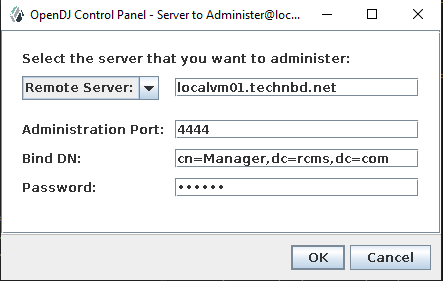 OpenDJ Control Panel - Server to Administer@loc...
Select the server that you want to administer:
Remote Server: localvm01.technbd.net
Administration Port: 4444
Bind DN: cn=Manager,dc=rcms,dc=com
Password: ••••••
OK Cancel